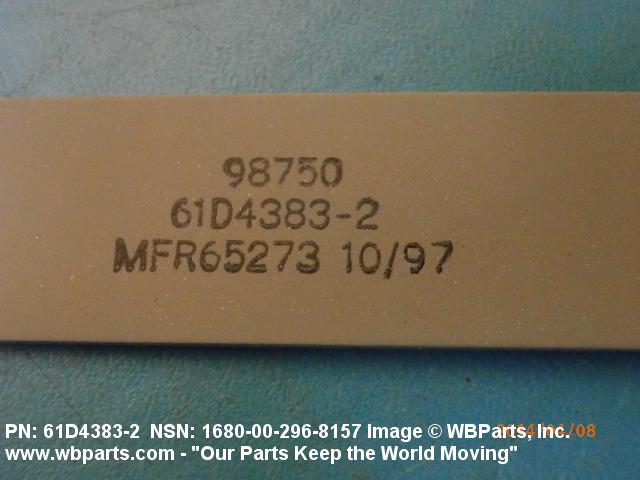 98750
61D4383-2
MFR65273 10/97
PN: 61D4383-2 NSN: 1680-00-296-8157 Image © WBParts, Inc.
www.wbparts.com - "Our Parts Keep the World Moving"